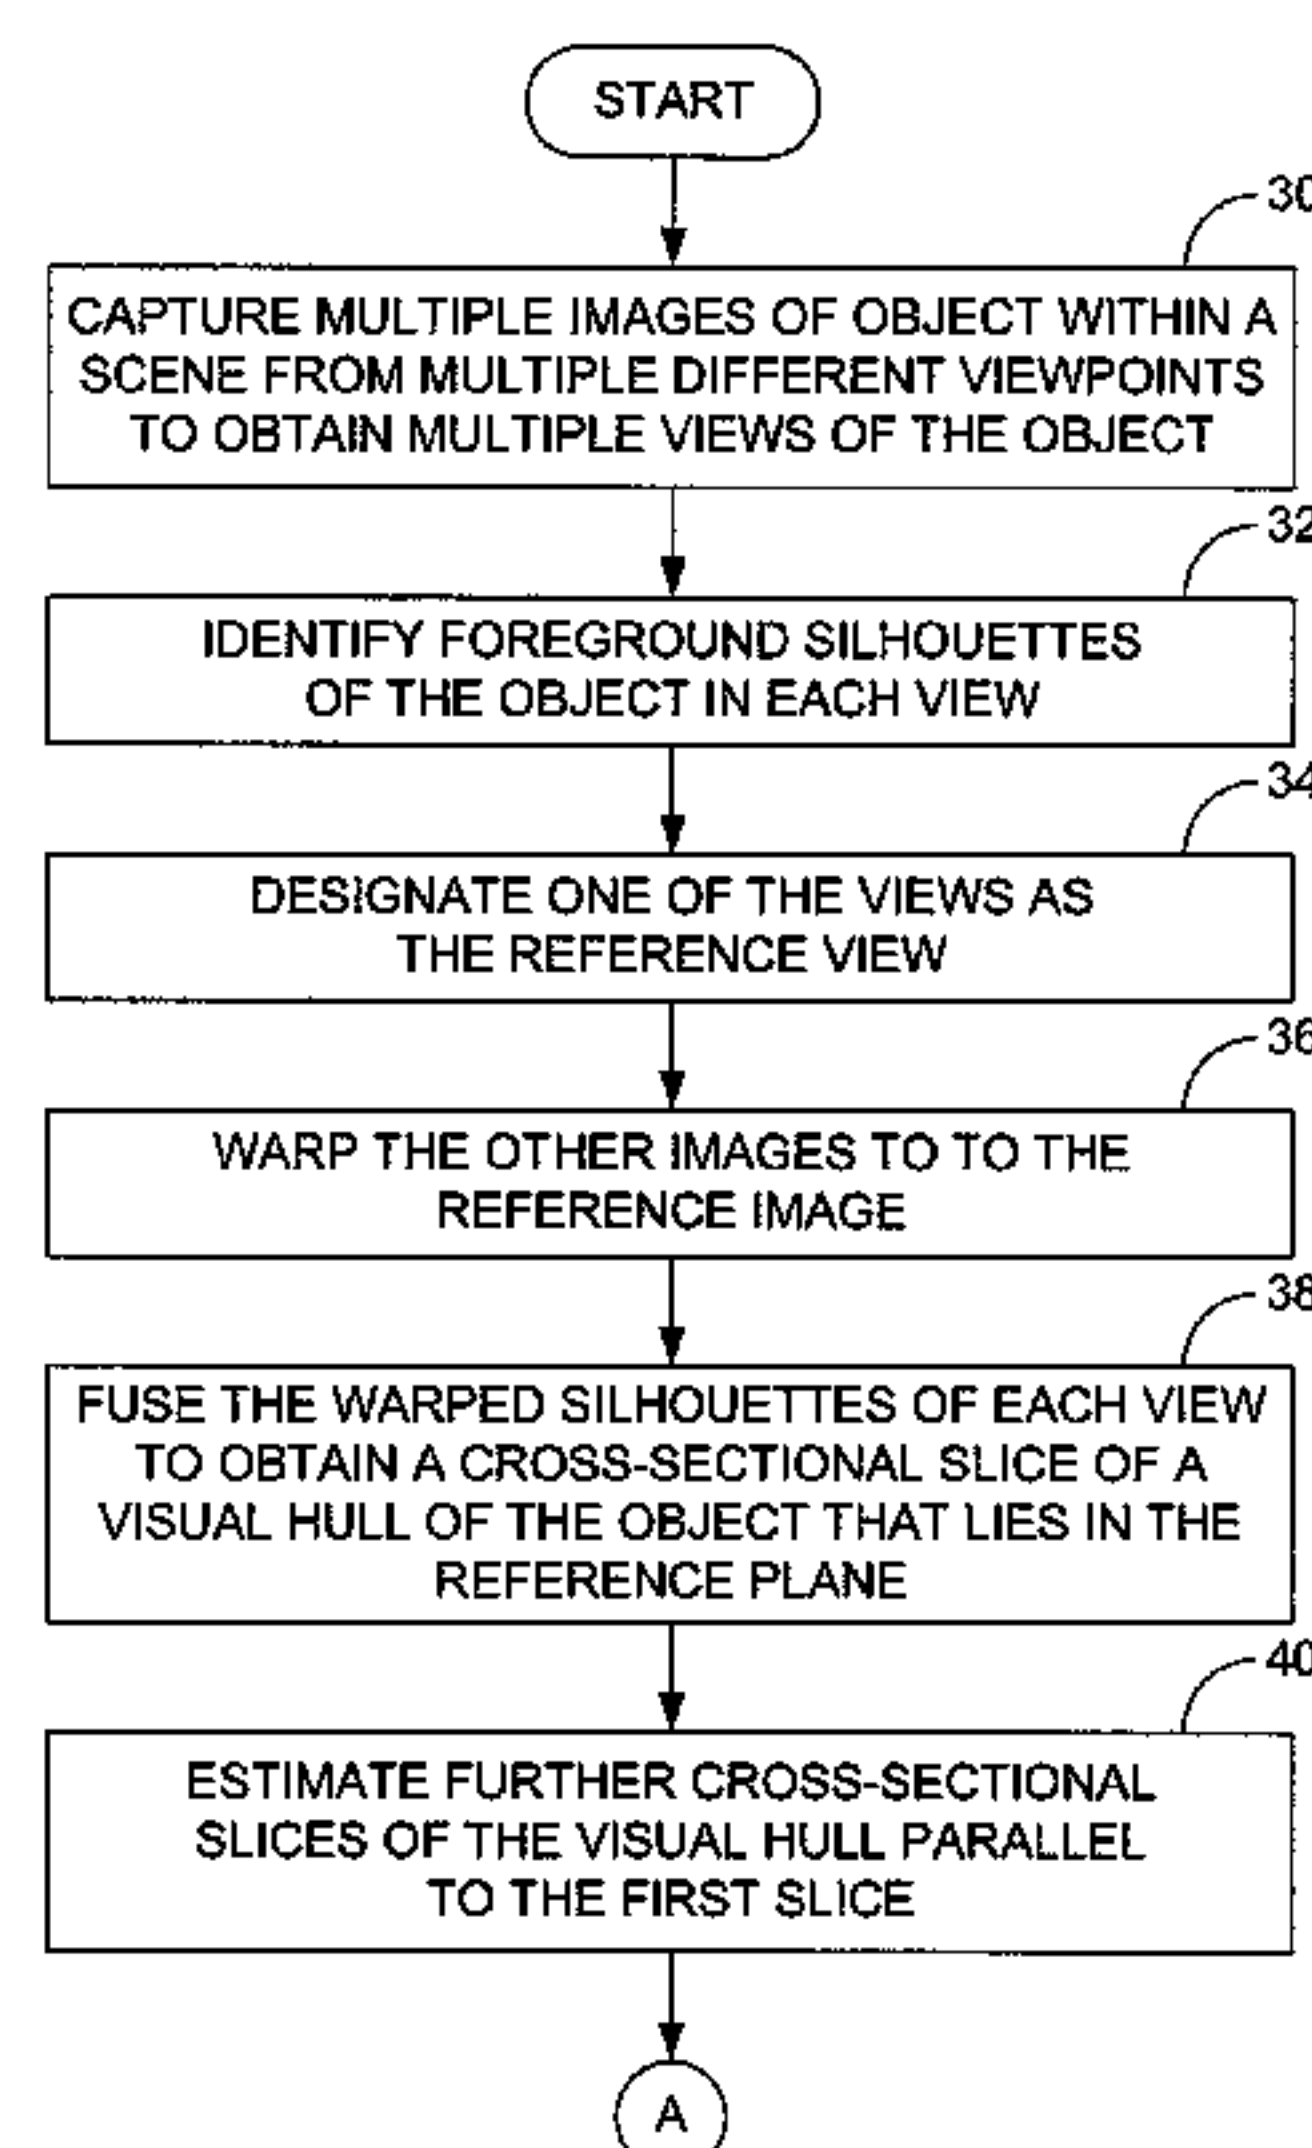 START
30
CAPTURE MULTIPLE IMAGES OF OBJECT WITHIN A
SCENE FROM MULTIPLE DIFFERENT VIEWPOINTS
TO OBTAIN MULTIPLE VIEWS OF THE OBJECT
32
IDENTIFY FOREGROUND SILHOUETTES
OF THE OBJECT IN EACH VIEW
34
DESIGNATE ONE OF THE VIEWS AS
THE REFERENCE VIEW
36
WARP THE OTHER IMAGES TO TO THE
REFERENCE IMAGE
38
FUSE THE WARPED SILHOUETTES OF EACH VIEW
TO OBTAIN A CROSS-SECTIONAL SLICE OF A
VISUAL HULL OF THE OBJECT THAT LIES IN THE
REFERENCE PLANE
40
ESTIMATE FURTHER CROSS-SECTIONAL
SLICES OF THE VISUAL HULL PARALLEL
TO THE FIRST SLICE
A